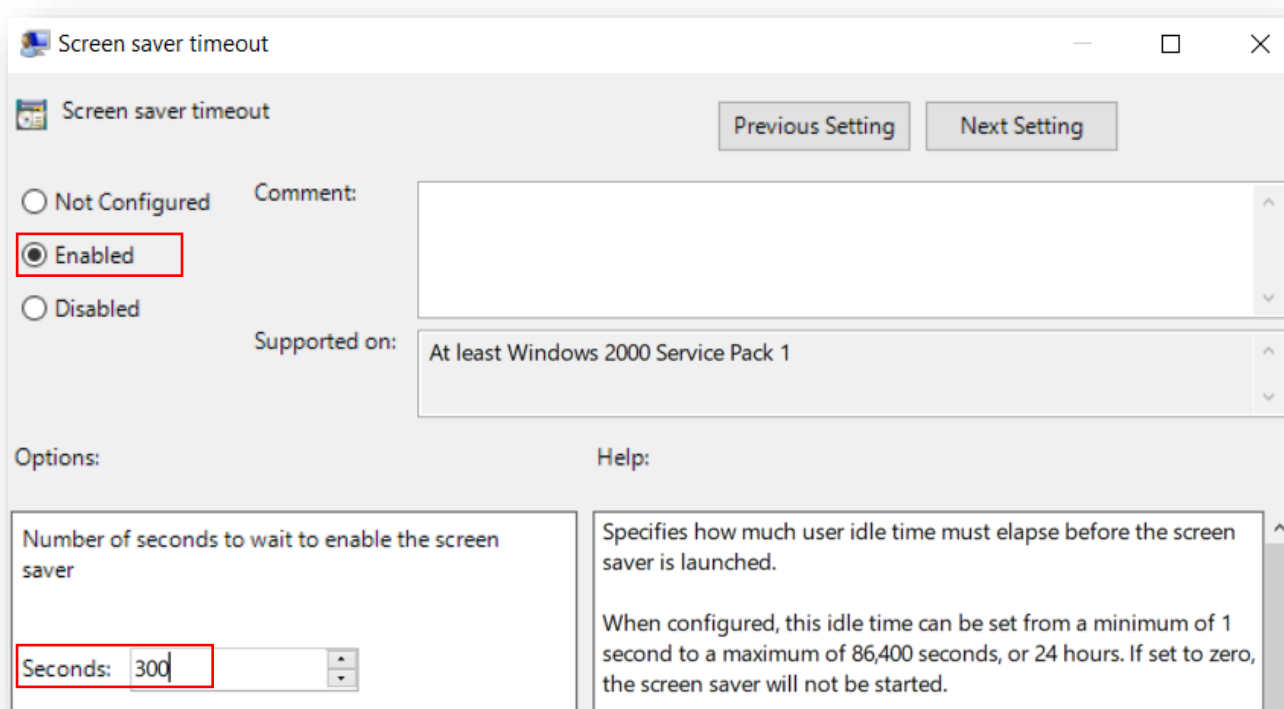 Screen saver timeout
Screen saver timeout
Previous Setting
Next Setting
Not Configured
Comment:
Enabled
Disabled
Supported on:
At least Windows 2000 Service Pack 1
Options:
Help:
Number of seconds to wait to enable the screen
saver
Seconds: 300
Specifies how much user idle time must elapse before the screen
saver is launched.
When configured, this idle time can be set from a minimum of 1
second to a maximum of 86,400 seconds, or 24 hours. If set to zero,
the screen saver will not be started.